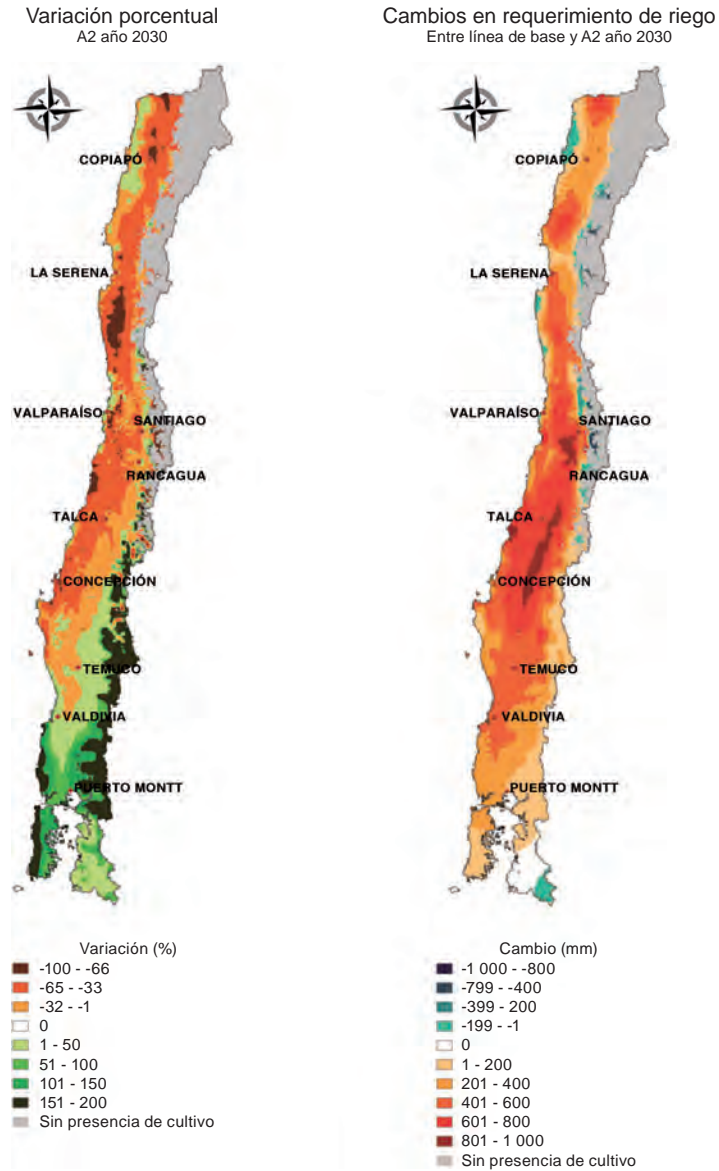 Variación porcentual
A2 año 2030
COPIAPÓ
LA SERENA
VALPARAÍSO
SANTIAGO
RANCAGUA
TALCA
CONCEPCIÓN
TEMUCO
VALDIVIA
PUERTO MONTT
Variación (%)
-100 - -66
-65 - -33
-32 - -1
0
1 - 50
51 - 100
101 - 150
151 - 200
Sin presencia de cultivo
Cambios en requerimiento de riego
Entre línea de base y A2 año 2030
COPIAPÓ
LA SERENA
VALPARAÍSO
SANTIAGO
RANCAGUA
TALCA
CONCEPCIÓN
TEMUCO
VALDIVIA
PUERTO MONTT
Cambio (mm)
-1 000 - -800
-799 - -400
-399 - 200
-199 - -1
0
1 - 200
201 - 400
401 - 600
601 - 800
801 - 1 000
Sin presencia de cultivo